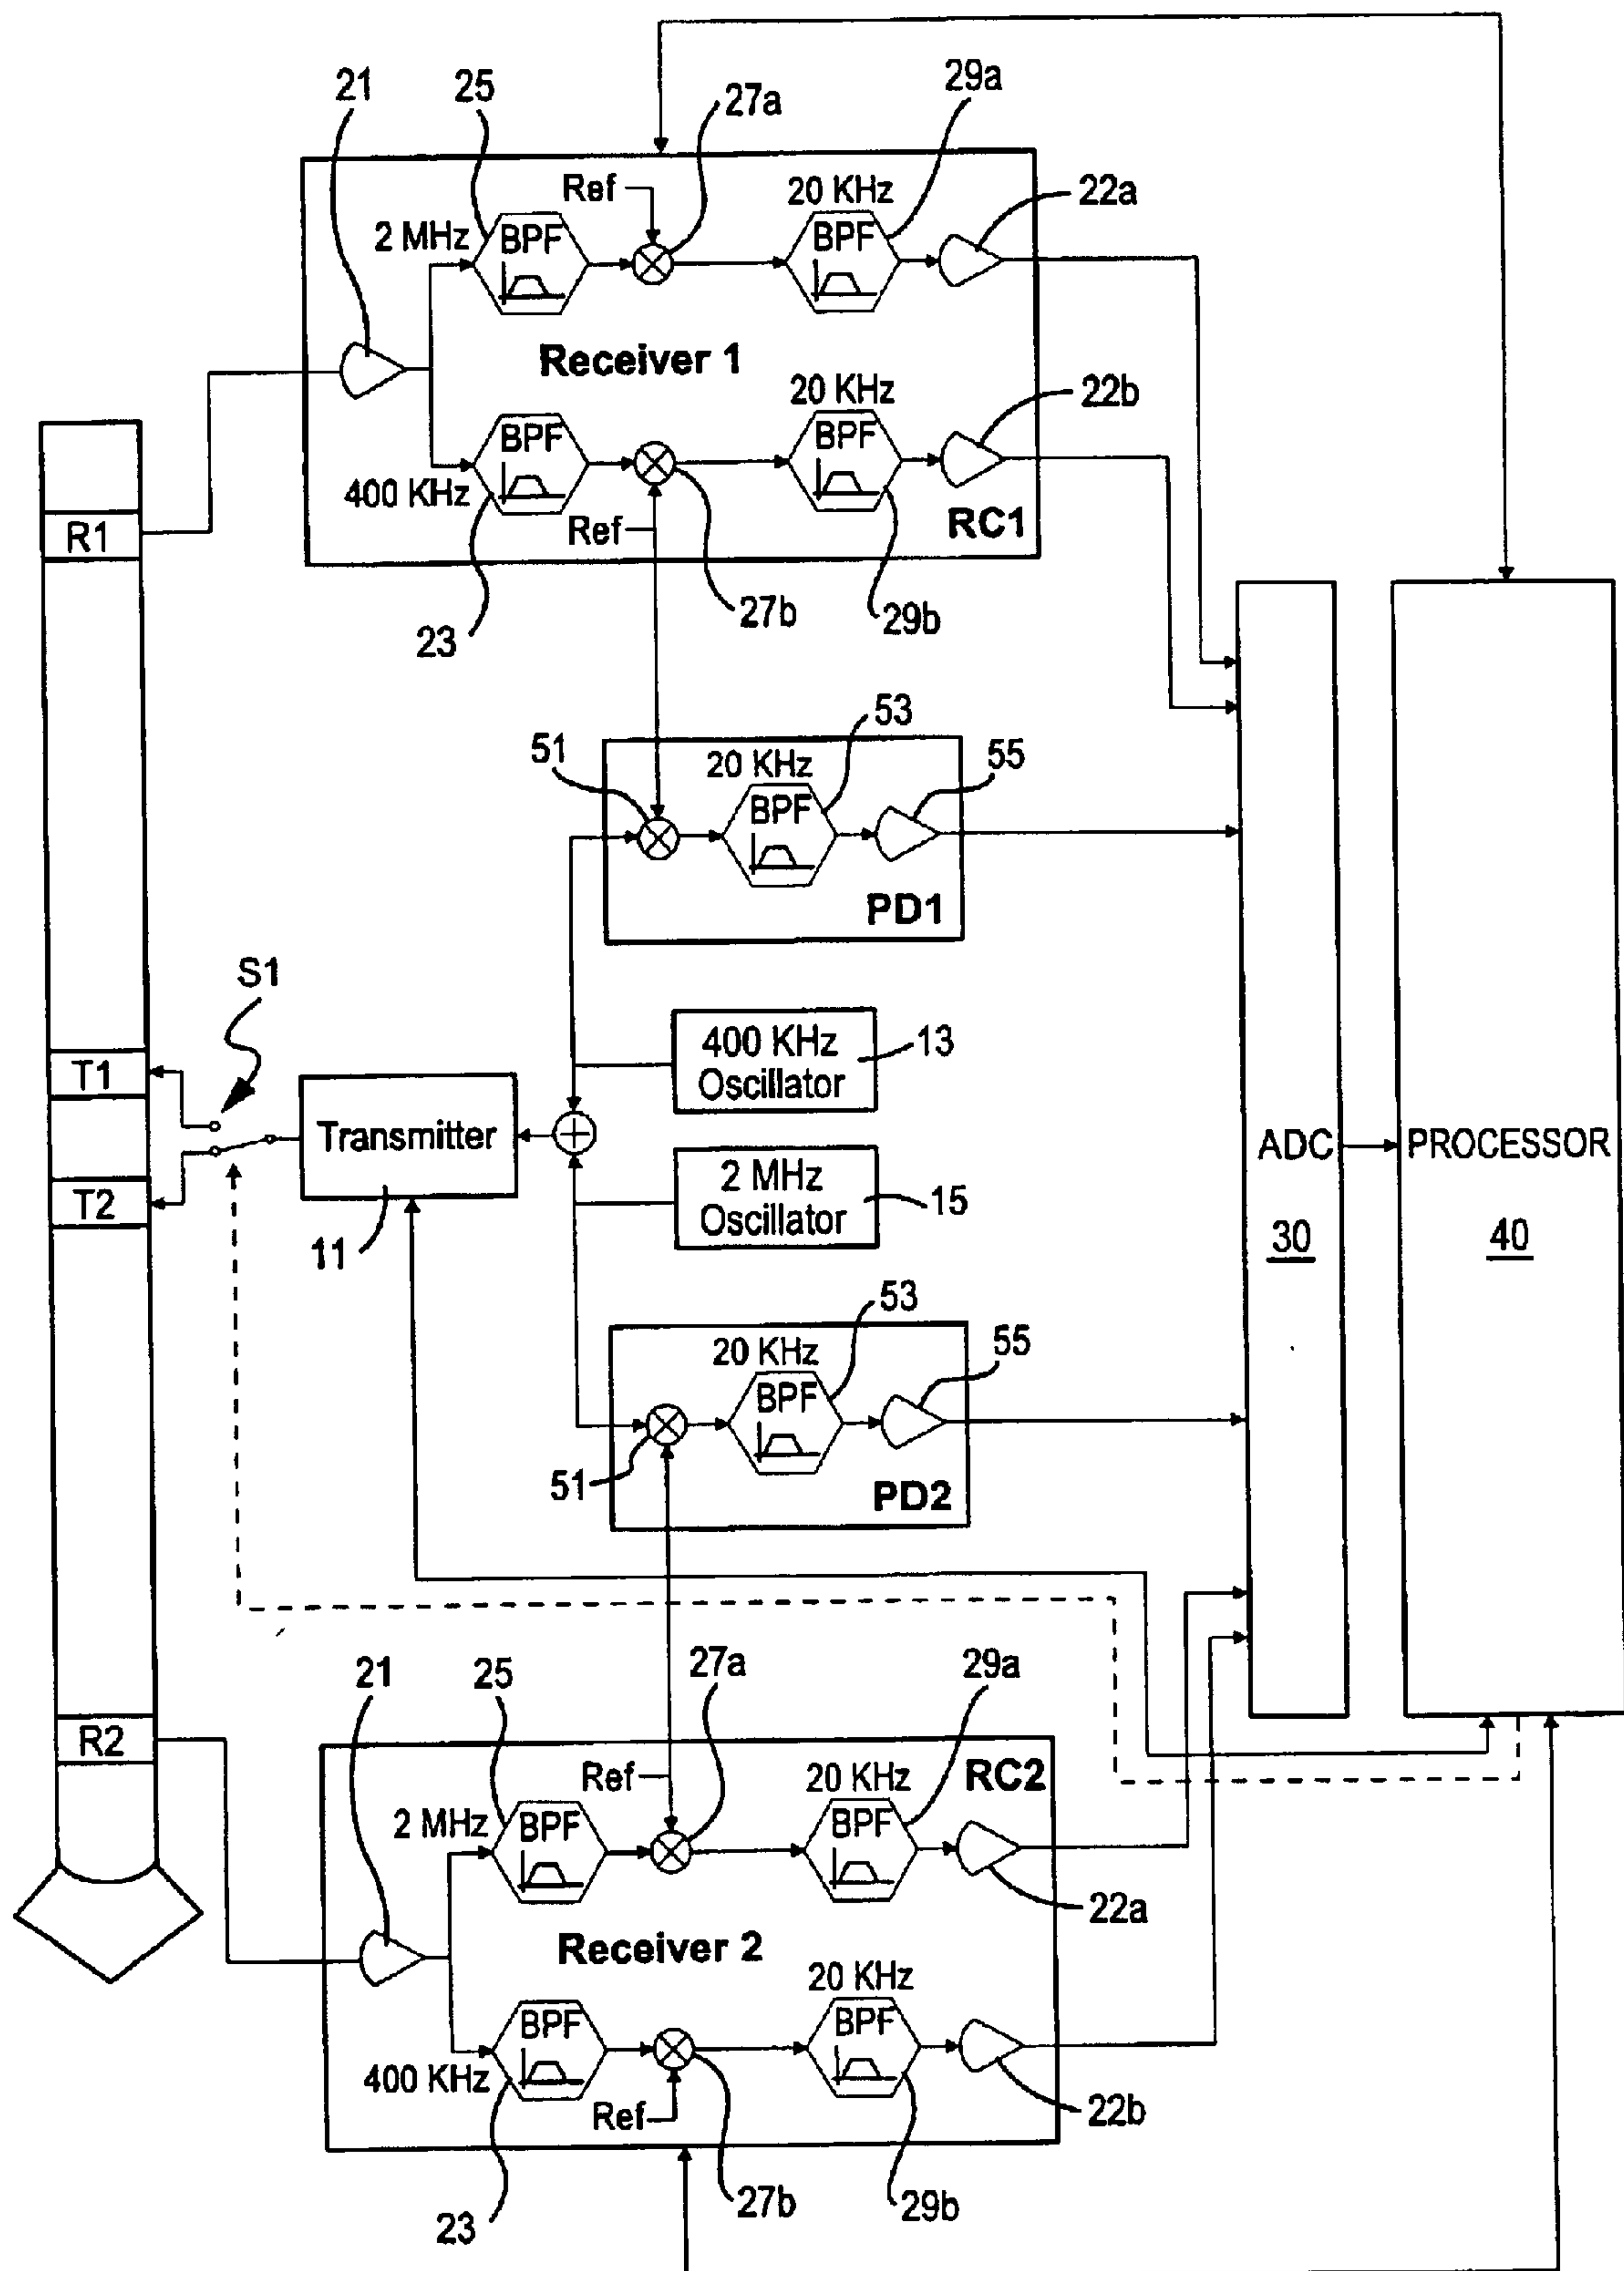 21
25
27a
29a
Ref
20 KHz
22a
2 MHz
BPF
BPF
Receiver 1
20 KHz
22b
BPF
BPF
400 KHz
Ref
RC1
R1
23
27b
29b
53
51
20 KHz
55
BPF
PD1
S1
400 KHz
Oscillator
13
T1
Transmitter
ADC
PROCESSOR
2 MHz
Oscillator
15
T2
11
30
40
53
20 KHz
55
BPF
51
PD2
21
25
27a
29a
R2
Ref
20 KHz
RC2
2 MHz
BPF
BPF
22a
Receiver 2
20 KHz
BPF
BPF
400 KHz
Ref
22b
23
27b
29b